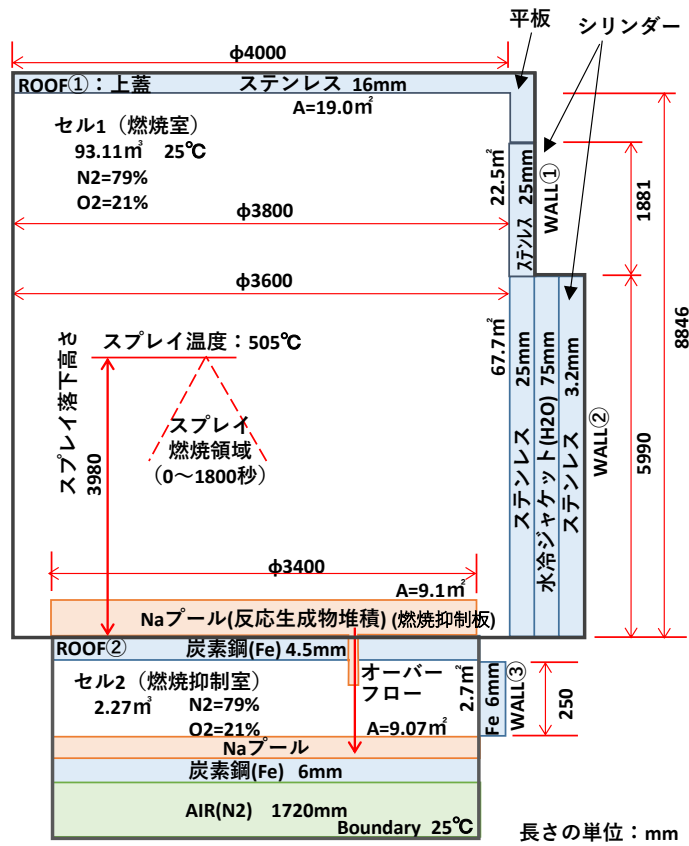 平板
シリンダー
φ4000
ROOF①:上蓋 ステンレス 16mm
A=19.0㎡
セル1(燃焼室)
93.11㎥ 25℃
N2=79%
O2=21%
22.5㎡
ステンレス 25mm
WALL①
1881
φ3800
φ3600
8846
スプレイ温度:505℃
スプレイ落下高さ
3980
スプレイ
燃焼領域
(0～1800秒)
67.7㎡
ステンレス 25mm
水冷ジャケット(H2O) 75mm
ステンレス 3.2mm
WALL②
5990
φ3400
A=9.1㎡
Naプール(反応生成物堆積) (燃焼抑制板)
ROOF② 炭素鋼(Fe) 4.5mm
セル2(燃焼抑制室)
2.27㎥ N2=79%
O2=21%
オーバー
フロー
2.7㎡
Fe 6mm
WALL③
250
A=9.07㎡
Naプール
炭素鋼(Fe) 6mm
AIR(N2) 1720mm
Boundary 25℃
長さの単位:mm